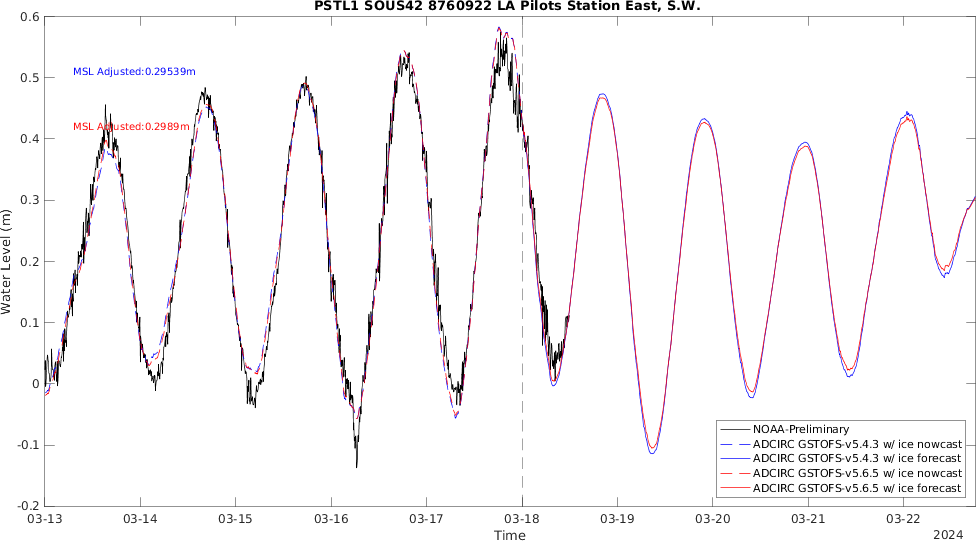 PSTL1 SOUS42 8760922 LA Pilots Station East, S.W.
0.6
0.5
0.4
0.3
0.2
0.1
0
-0.1
-0.2
Water Level (m)
MSL Adjusted:0.29539m
MSL Adjusted:0.2989m
NOAA-Preliminary
ADCIRC GSTOFS-v5.4.3 w/ ice nowcast
ADCIRC GSTOFS-v5.4.3 w/ ice forecast
ADCIRC GSTOFS-v5.6.5 w/ ice nowcast
ADCIRC GSTOFS-v5.6.5 w/ ice forecast
03-13 03-14 03-15 03-16 03-17 03-18 03-19 03-20 03-21 03-22
Time
2024